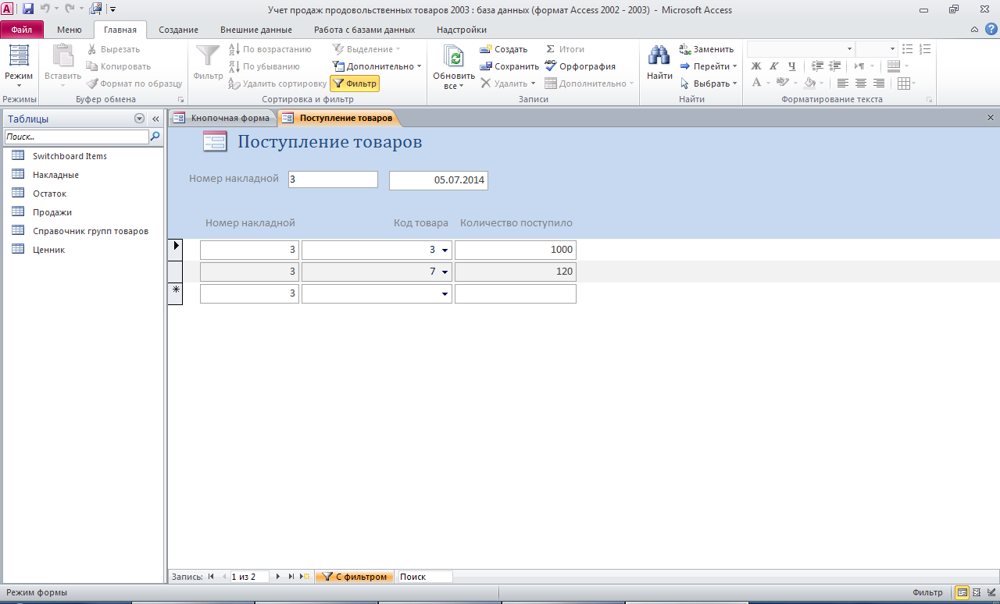 Учет продаж продовольственных товаров 2003 : база данных (формат Access 2002 - 2003) - Microsoft Access
Файл Меню Главная Создание Внешние данные Работа с базами данных Надстройки
Режим
Режимы
Вставить
Вырезать
Копировать
Формат по образцу
Буфер обмена
Фильтр
По возрастанию
По убыванию
Удалить сортировку
Выделение
Дополнительно
Фильтр
Сортировка и фильтр
Обновить
все
Создать
Сохранить
Удалить
Итоги
Орфография
Дополнительно
Записи
Найти
Заменить
Перейти
Выбрать
Найти
Ж К Ч
А
Форматирование текста
Таблицы
Поиск...
Switchboard Items
Накладные
Остаток
Продажи
Справочник групп товаров
Ценник
Кнопочная форма Поступление товаров
Поступление товаров
Номер накладной 3 05.07.2014
Номер накладной Код товара Количество поступило
3 3 1000
3 7 120
3
Запись: 1 из 2 С фильтром Поиск
Режим формы Фильтр